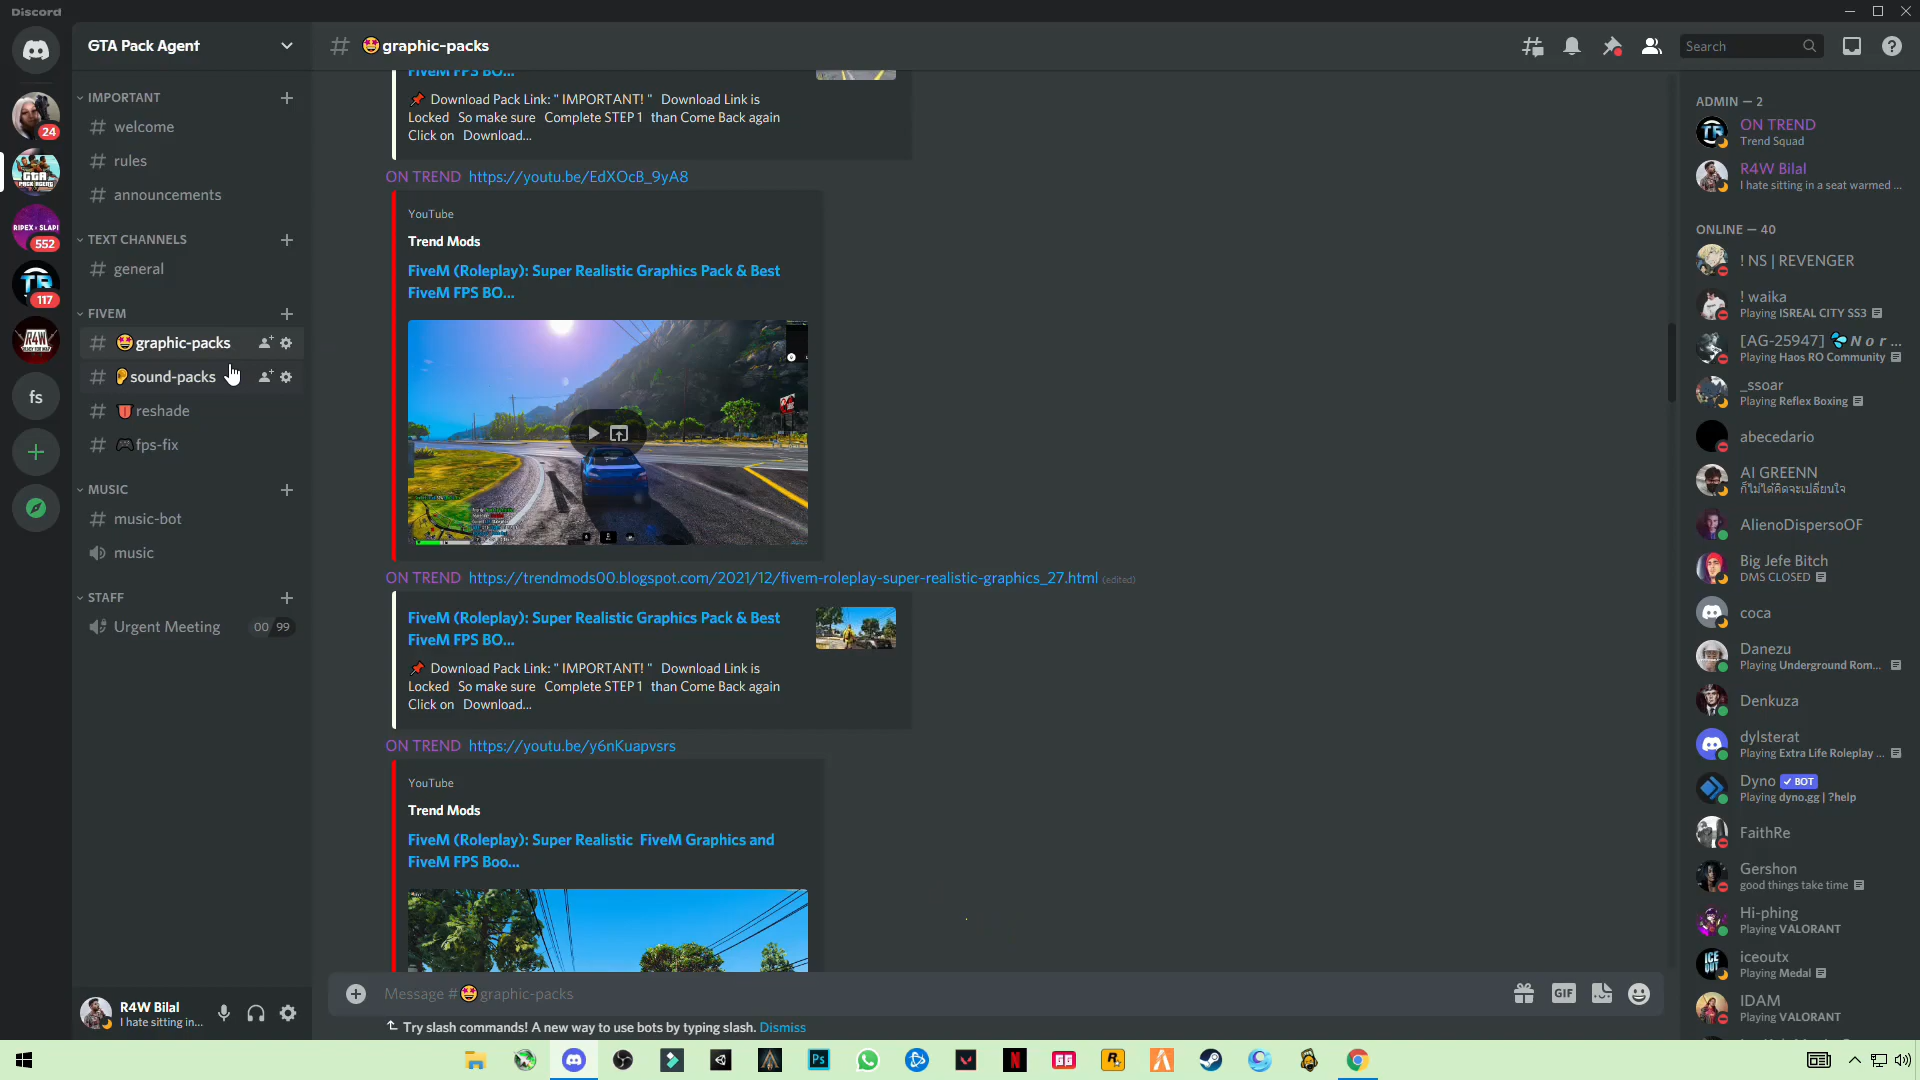 Discord
GTA Pack Agent
graphic-packs
Search
24
RIPEX x SLAPI
552
117
R4W
fs
IMPORTANT
welcome
rules
announcements
TEXT CHANNELS
general
FIVEM
graphic-packs
sound-packs
reshade
fps-fix
MUSIC
music-bot
music
STAFF
Urgent Meeting 00 99
R4W Bilal
I hate sitting in...
FiveM FPS BO...
Download Pack Link: " IMPORTANT! " Download Link is
Locked So make sure Complete STEP 1 than Come Back again
Click on Download...
ON TREND https://youtu.be/EdXOcB_9yA8
YouTube
Trend Mods
FiveM (Roleplay): Super Realistic Graphics Pack & Best
FiveM FPS BO...
ON TREND https://trendmods00.blogspot.com/2021/12/fivem-roleplay-super-realistic-graphics_27.html (edited)
FiveM (Roleplay): Super Realistic Graphics Pack & Best
FiveM FPS BO...
Download Pack Link: " IMPORTANT! " Download Link is
Locked So make sure Complete STEP 1 than Come Back again
Click on Download...
ON TREND https://youtu.be/y6nKuapvsrs
YouTube
Trend Mods
FiveM (Roleplay): Super Realistic FiveM Graphics and
FiveM FPS Boo...
Message # graphic-packs
GIF
Try slash commands! A new way to use bots by typing slash. Dismiss
ADMIN — 2
ON TREND
Trend Squad
R4W Bilal
I hate sitting in a seat warmed ...
ONLINE — 40
! NS | REVENGER
! waika
Playing ISREAL CITY SS3
[AG-25947] N o r ...
Playing Haos RO Community
_ssoar
Playing Reflex Boxing
abecedario
AI GREENN
ก็ไม่ได้คิดจะเปลี่ยนใจ
AlienoDispersoOF
Big Jefe Bitch
DMS CLOSED
coca
Danezu
Playing Underground Rom...
Denkuza
dylsterat
Playing Extra Life Roleplay ...
Dyno BOT
Playing dyno.gg | ?help
FaithRe
Gershon
good things take time
Hi-phing
Playing VALORANT
iceoutx
Playing Medal
IDAM
Playing VALORANT